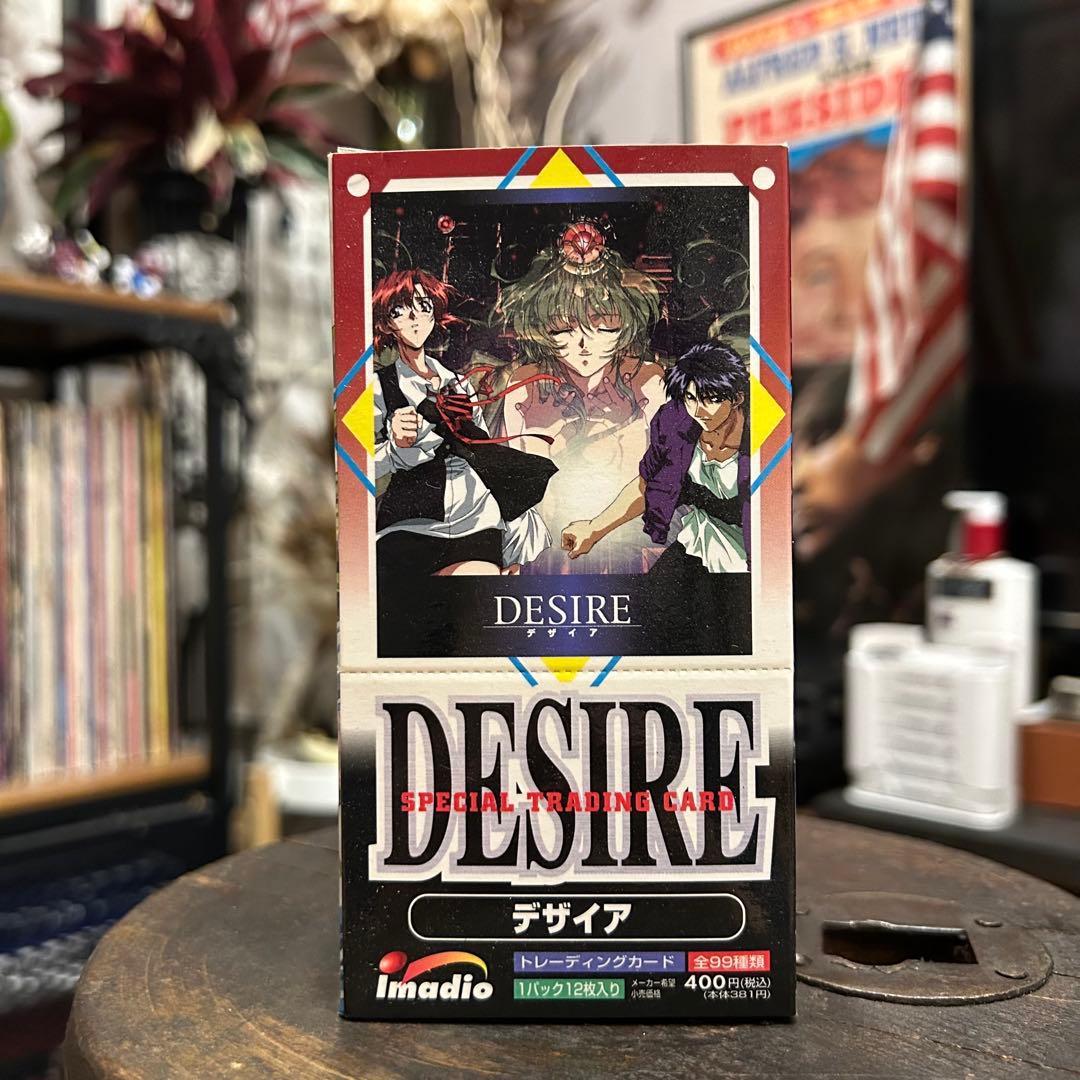 PRESID
DESIRE
デザイア
DESIRE
SPECIAL TRADING CARD
デザイア
imadio
トレーディングカード 全99種類
1パック12枚入り メーカー希望小売価格 400円(税込)
(本体381円)